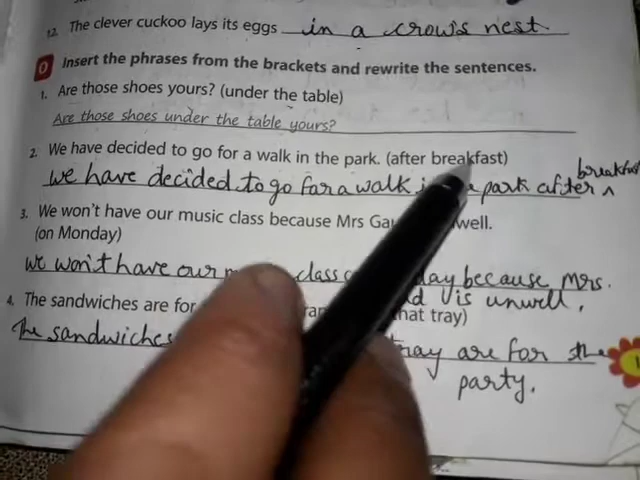 12. The clever cuckoo lays its eggs in a crow's nest.
O Insert the phrases from the brackets and rewrite the sentences.
1. Are those shoes yours? (under the table)
Are those shoes under the table yours?
2. We have decided to go for a walk in the park. (after breakfast)
breakfast
we have decided to go for a walk park after ^
3. We won't have our music class because Mrs well.
(on Monday)
we won't have our class because Mrs.
is unwell.
4. The sandwiches are for that tray)
The sandwiches tray are for the
party.